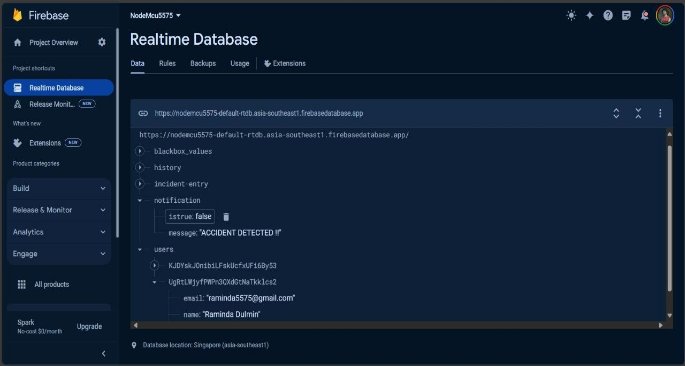 Firebase
NodeMcu5575
Project Overview
Realtime Database
Project shortcuts
Data Rules Backups Usage Extensions
Realtime Database
Release Monit... NEW
What's new
Extensions NEW
Product categories
Build
Release & Monitor
Analytics
Engage
All products
Spark
No-cost $0/month
Upgrade
https://nodemcu5575-default-rtdb.asia-southeast1.firebasedatabase.app
https://nodemcu5575-default-rtdb.asia-southeast1.firebasedatabase.app/
blackbox_values
history
incident-entry
notification
istrue: false
message: "ACCIDENT DETECTED !!"
users
email: "raminda5575@gmail.com"
name: "Raminda Dulmin"
Database location: Singapore (asia-southeast1)